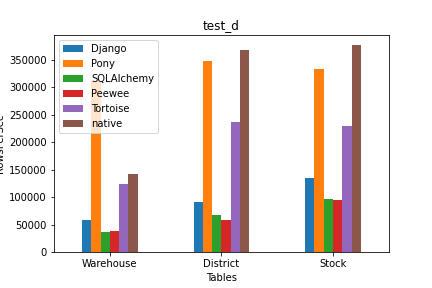 test_d
350000
300000
250000
200000
150000
100000
50000
0
Django
Pony
SQLAlchemy
Peewee
Tortoise
native
Warehouse
District
Stock
Tables